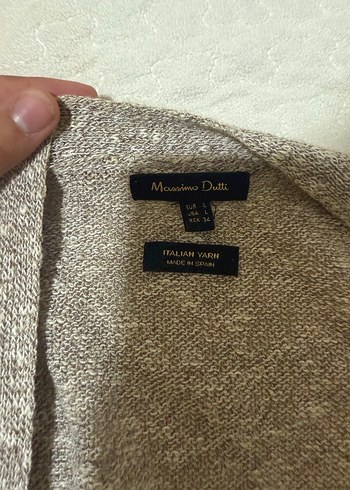 Massimo Dutti
EUR L
USA L
MEX 34
ITALIAN YARN
MADE IN SPAIN